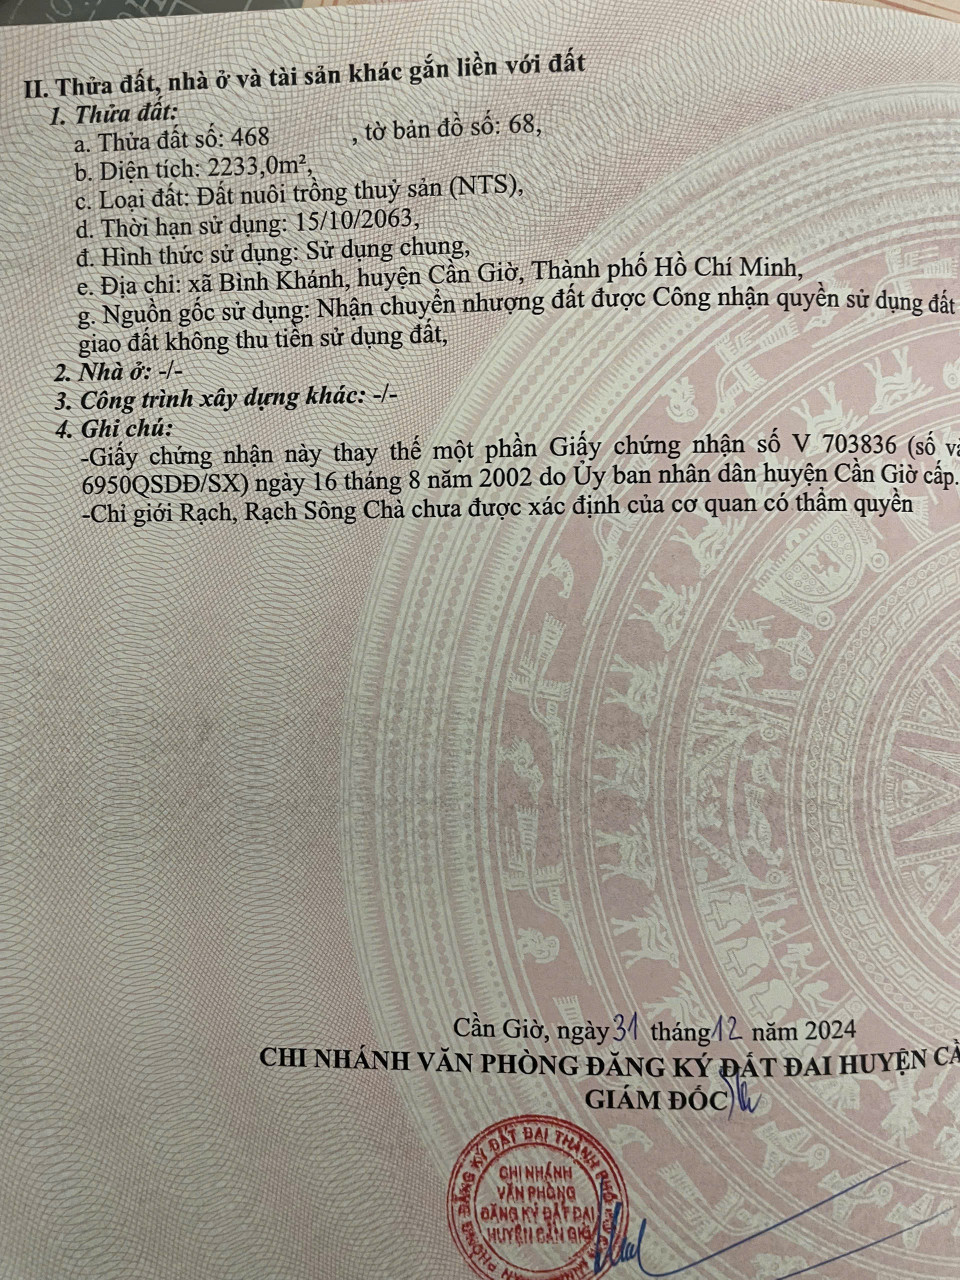 II. Thửa đất, nhà ở và tài sản khác gắn liền với đất
1. Thửa đất:
a. Thửa đất số: 468 , tờ bản đồ số: 68,
b. Diện tích: 2233,0m²,
c. Loại đất: Đất nuôi trồng thuỷ sản (NTS),
d. Thời hạn sử dụng: 15/10/2063,
đ. Hình thức sử dụng: Sử dụng chung,
e. Địa chỉ: xã Bình Khánh, huyện Cần Giờ, Thành phố Hồ Chí Minh,
g. Nguồn gốc sử dụng: Nhận chuyển nhượng đất được Công nhận quyền sử dụng đất
giao đất không thu tiền sử dụng đất,
2. Nhà ở: -/-
3. Công trình xây dựng khác: -/-
4. Ghi chú:
-Giấy chứng nhận này thay thế một phần Giấy chứng nhận số V 703836 (số và
6950QSDĐ/SX) ngày 16 tháng 8 năm 2002 do Ủy ban nhân dân huyện Cần Giờ cấp.
-Chỉ giới Rạch, Rạch Sông Chà chưa được xác định của cơ quan có thẩm quyền
Cần Giờ, ngày 31 tháng 12 năm 2024
CHI NHÁNH VĂN PHÒNG ĐĂNG KÝ ĐẤT ĐAI HUYỆN CẦ
GIÁM ĐỐC
PHÒNG ĐĂNG KÝ ĐẤT ĐAI THÀNH PHỐ
CHI NHÁNH
VĂN PHÒNG
ĐĂNG KÝ ĐẤT ĐAI
HUYỆN CẦN GIỜ